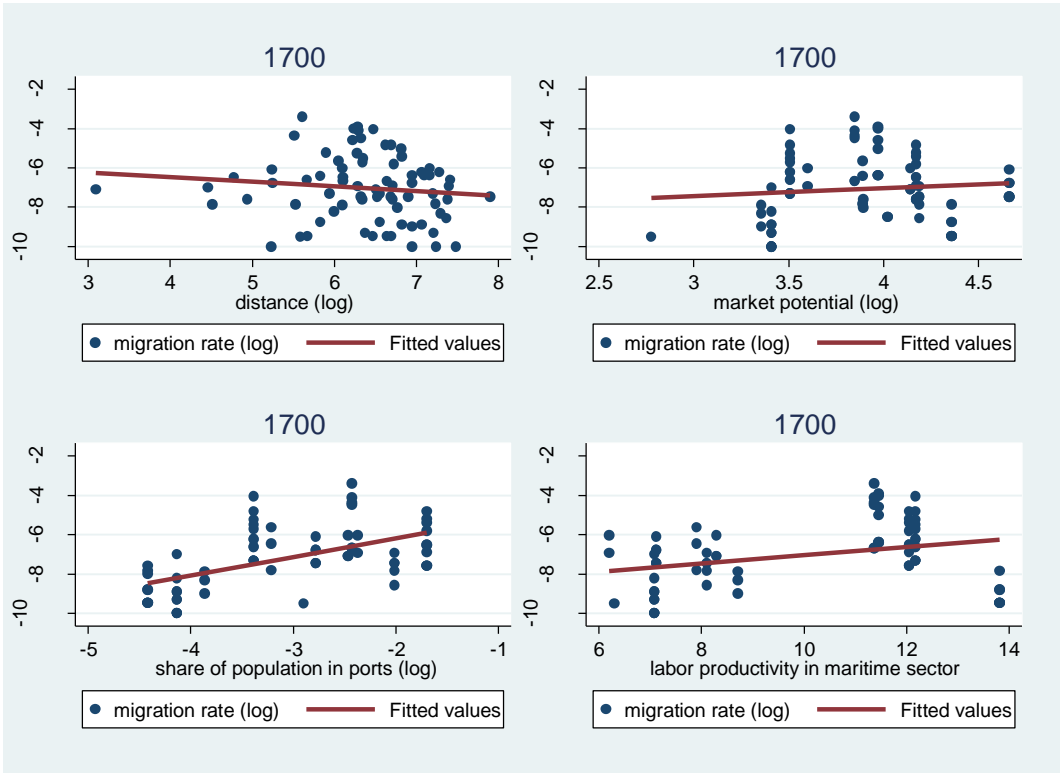 1700
-2
-4
-6
-8
-10
3 4 5 6 7 8
distance (log)
migration rate (log) Fitted values
1700
-2
-4
-6
-8
-10
2.5 3 3.5 4 4.5
market potential (log)
migration rate (log) Fitted values
1700
-2
-4
-6
-8
-10
-5 -4 -3 -2 -1
share of population in ports (log)
migration rate (log) Fitted values
1700
-2
-4
-6
-8
-10
6 8 10 12 14
labor productivity in maritime sector
migration rate (log) Fitted values